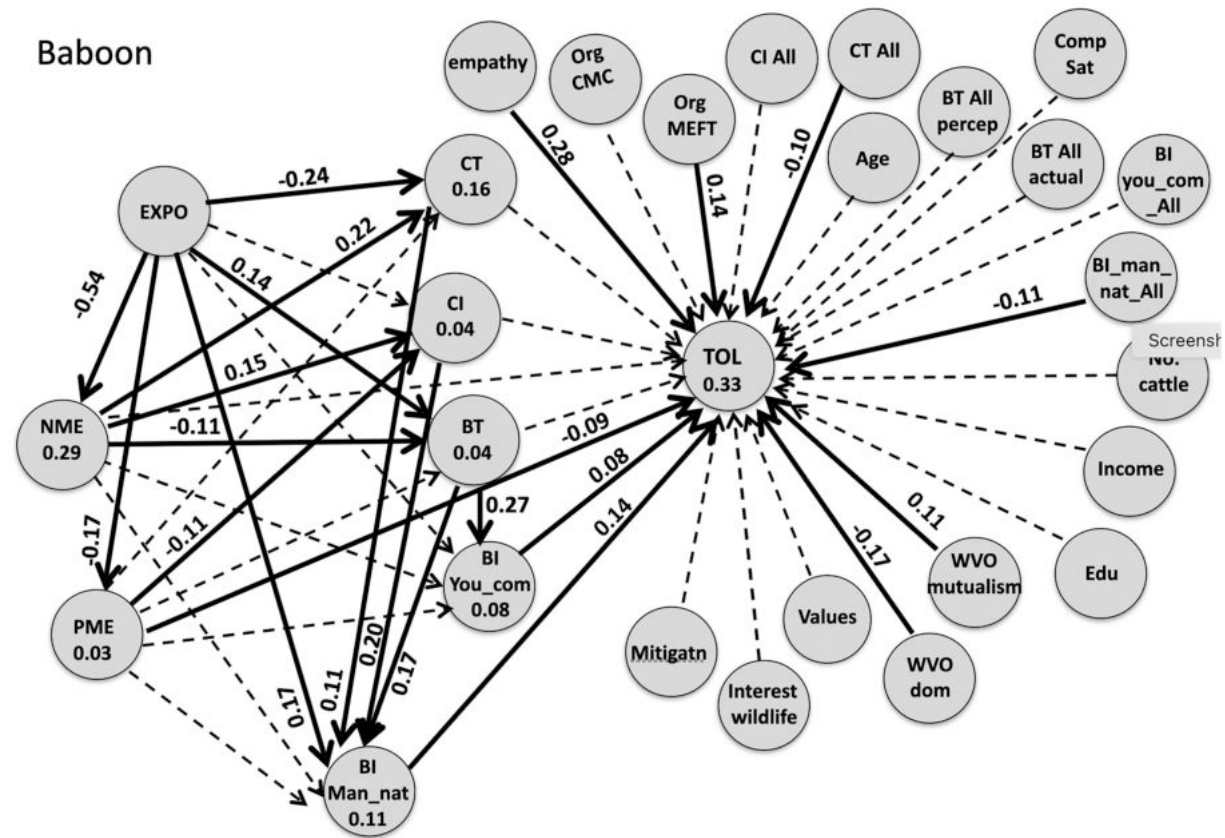 Baboon
empathy
Org
CMC
Org
MEFT
CI All
CT All
Age
BT All
percep
Comp
Sat
BT All
actual
BI
you_com
_All
BI_man_
nat_All
Screensh
No.
cattle
Income
Edu
WVO
mutualism
WVO
dom
Values
Interest
wildlife
Mitigatn
TOL
0.33
EXPO
NME
0.29
PME
0.03
CT
0.16
CI
0.04
BT
0.04
BI
You_com
0.08
BI
Man_nat
0.11
-0.24
0.22
0.14
-0.54
0.15
-0.11
-0.17
-0.11
0.17
0.11
0.20
0.17
0.27
-0.09
0.08
0.14
0.28
0.14
-0.10
-0.11
0.11
-0.17